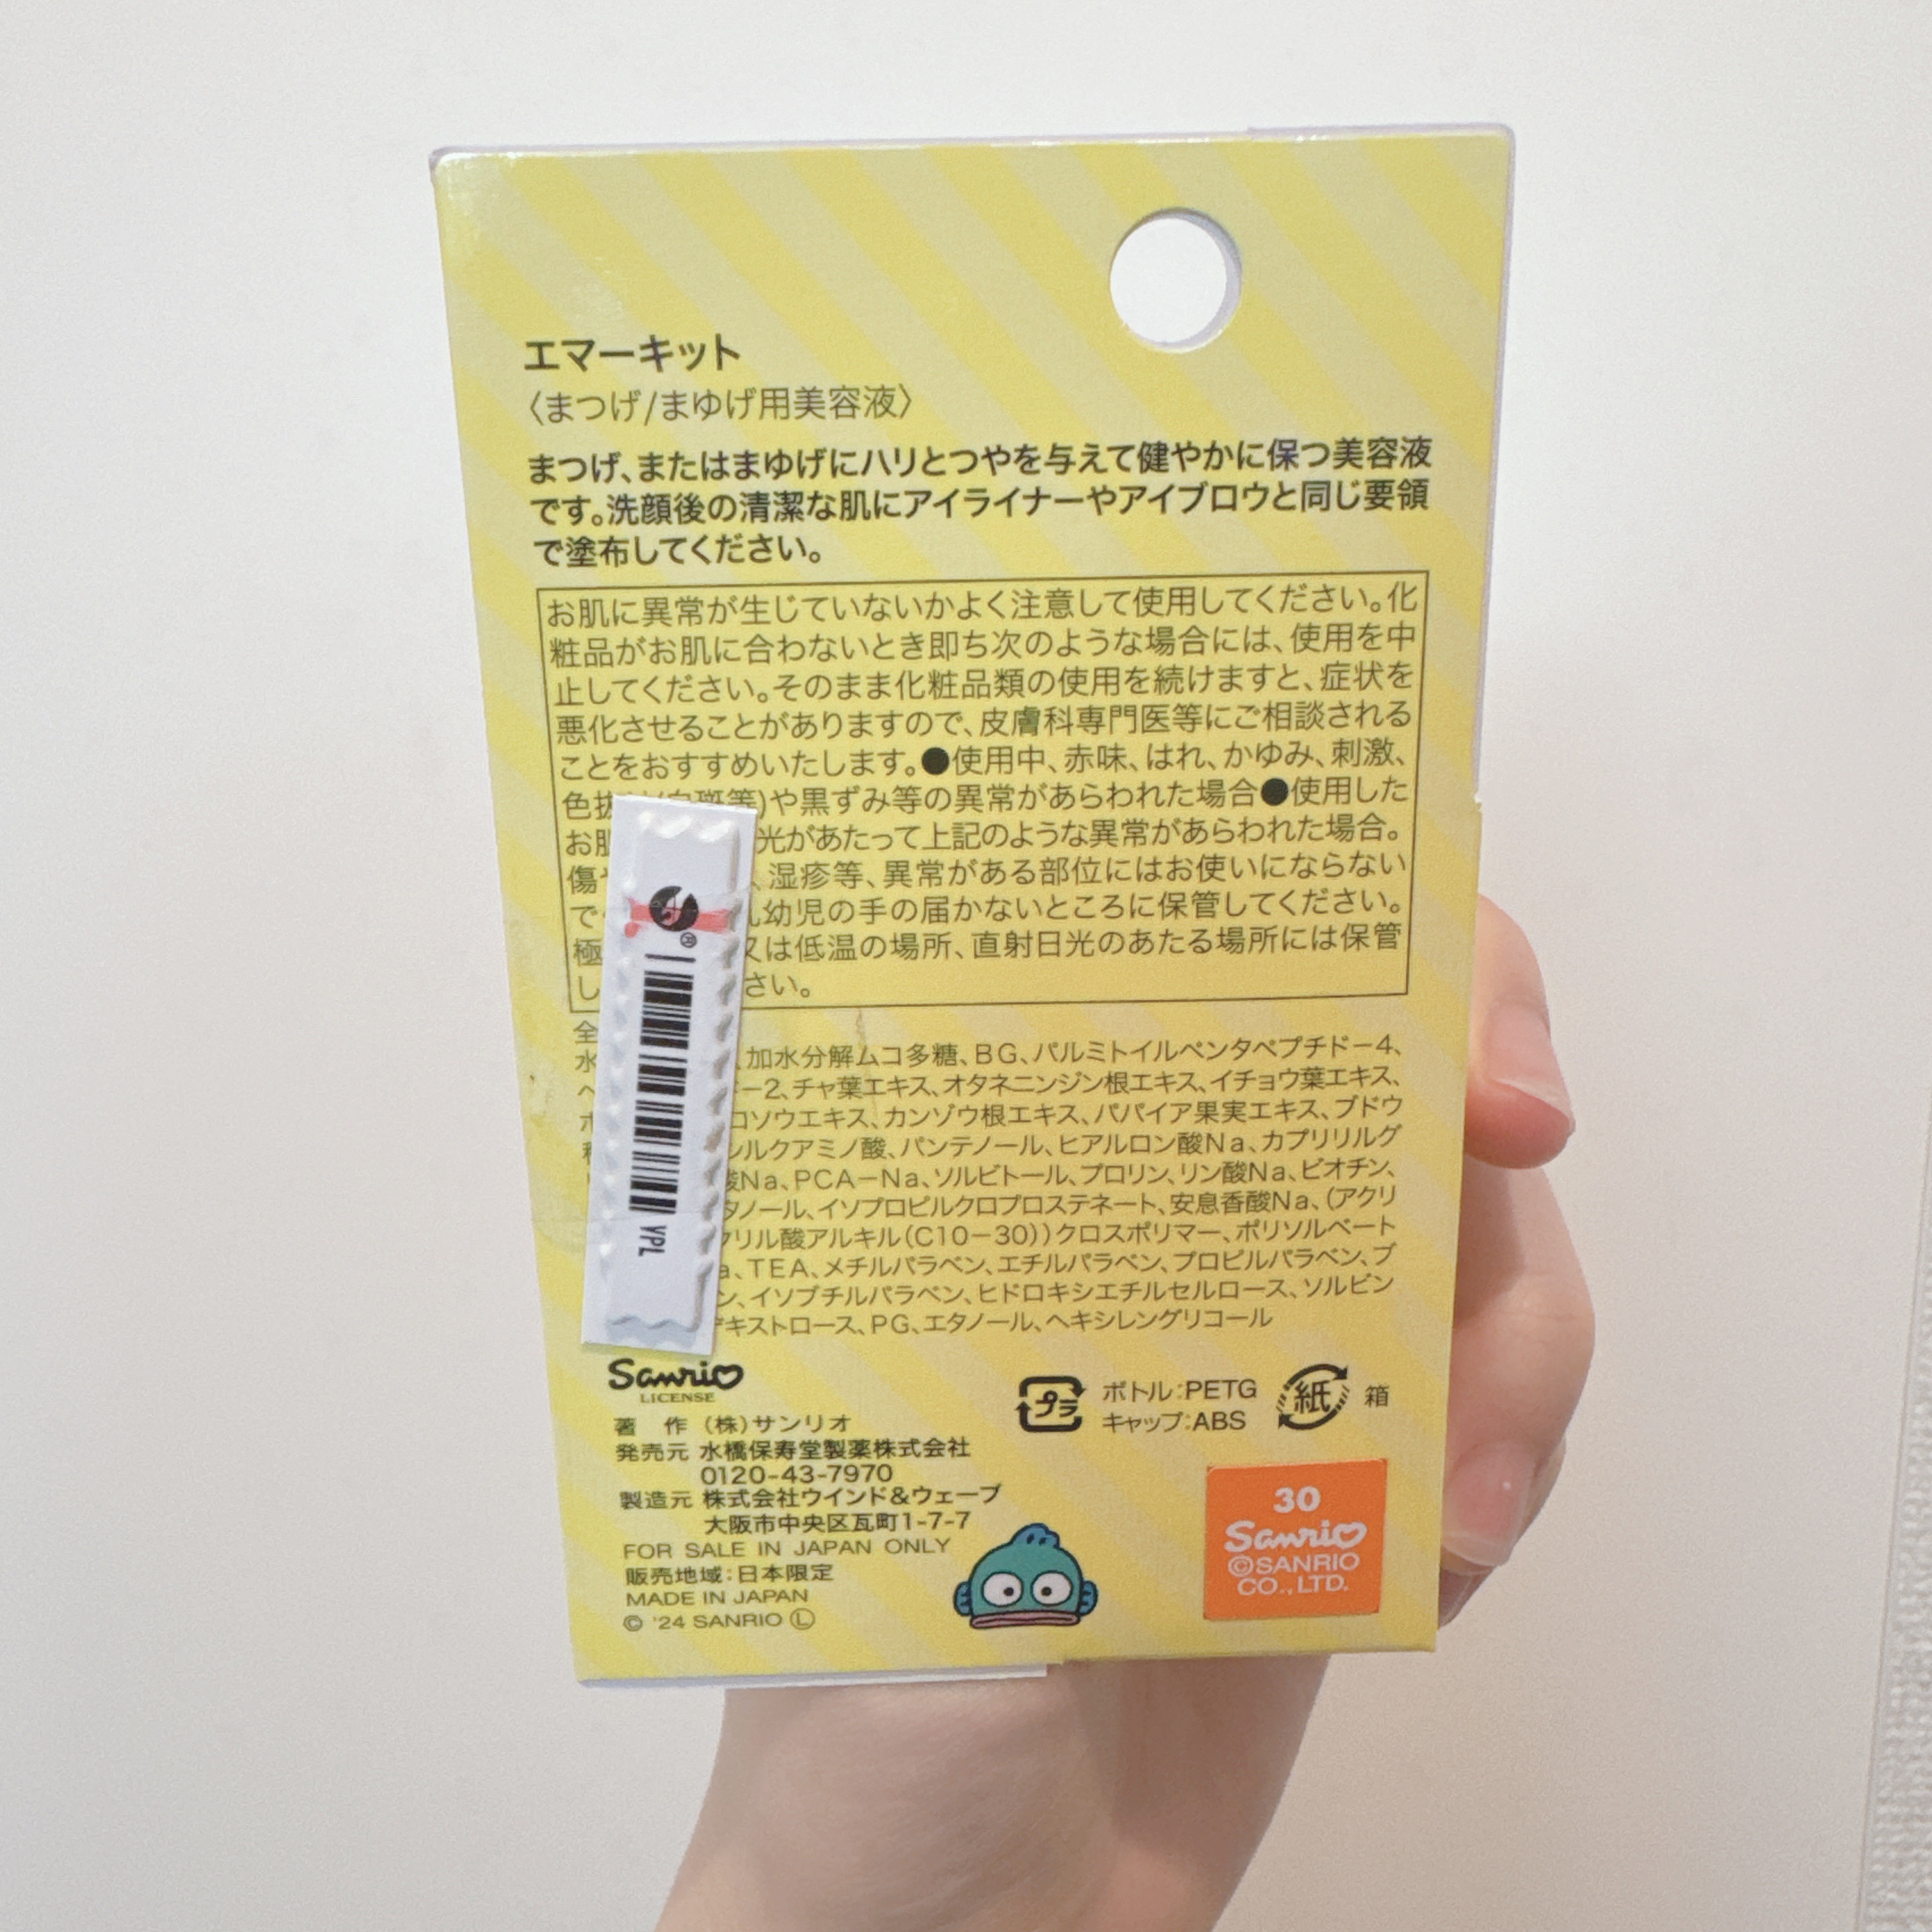 エマーキット
〈まつげ/まゆげ用美容液〉
まつげ、またはまゆげにハリとつやを与えて健やかに保つ美容液
です。洗顔後の清潔な肌にアイライナーやアイブロウと同じ要領
で塗布してください。
お肌に異常が生じていないかよく注意して使用してください。化
粧品がお肌に合わないとき即ち次のような場合には、使用を中
止してください。そのまま化粧品類の使用を続けますと、症状を
悪化させることがありますので、皮膚科専門医等にご相談される
ことをおすすめいたします。●使用中、赤味、はれ、かゆみ、刺激、
色抜け(白斑等)や黒ずみ等の異常があらわれた場合●使用した
お肌 光があたって上記のような異常があらわれた場合。
傷や 、湿疹等、異常がある部位にはお使いにならない
で 乳幼児の手の届かないところに保管してください。
極 又は低温の場所、直射日光のあたる場所には保管
し さい。
全
水 、加水分解ムコ多糖、BG、パルミトイルペンタペプチド－4、
－2、チャ葉エキス、オタネニンジン根エキス、イチョウ葉エキス、
ロソウエキス、カンゾウ根エキス、パパイア果実エキス、ブドウ
種 ルクアミノ酸、パンテノール、ヒアルロン酸Na、カプリリルグ
酸Na、PCA－Na、ソルビトール、プロリン、リン酸Na、ビオチン、
タノール、イソプロピルクロプロステネート、安息香酸Na、(アクリ
クリル酸アルキル(C10－30))クロスポリマー、ポリソルベート
a、TEA、メチルパラベン、エチルパラベン、プロピルパラベン、ブ
ン、イソブチルパラベン、ヒドロキシエチルセルロース、ソルビン
デキストロース、PG、エタノール、ヘキシレングリコール
VPL
Sanrio
LICENSE
プラ ボトル:PETG
キャップ:ABS
紙 箱
著 作 (株)サンリオ
発売元 水橋保寿堂製薬株式会社
0120-43-7970
製造元 株式会社ウインド&ウェーブ
大阪市中央区瓦町1-7-7
FOR SALE IN JAPAN ONLY
販売地域:日本限定
MADE IN JAPAN
© '24 SANRIO Ⓛ
30
Sanrio
©SANRIO
CO.,LTD.